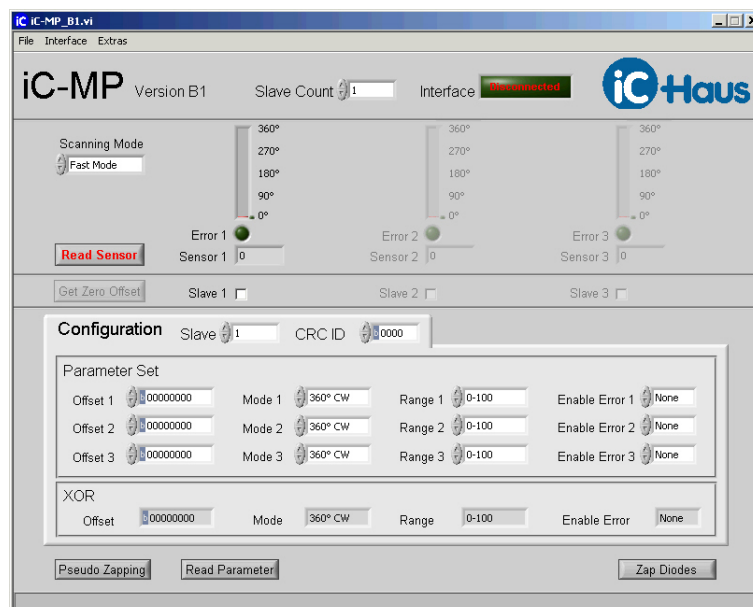 iC iC-MP_B1.vi
File Interface Extras
iC-MP Version B1 Slave Count 1 Interface Disconnected iC Haus
Scanning Mode
Fast Mode
360° 360° 360°
270° 270° 270°
180° 180° 180°
90° 90° 90°
0° 0° 0°
Error 1 Error 2 Error 3
Read Sensor Sensor 1 0 Sensor 2 0 Sensor 3 0
Get Zero Offset Slave 1 Slave 2 Slave 3
Configuration Slave 1 CRC ID b 0000
Parameter Set
Offset 1 b 00000000 Mode 1 360° CW Range 1 0-100 Enable Error 1 None
Offset 2 b 00000000 Mode 2 360° CW Range 2 0-100 Enable Error 2 None
Offset 3 b 00000000 Mode 3 360° CW Range 3 0-100 Enable Error 3 None
XOR
Offset b 00000000 Mode 360° CW Range 0-100 Enable Error None
Pseudo Zapping Read Parameter Zap Diodes